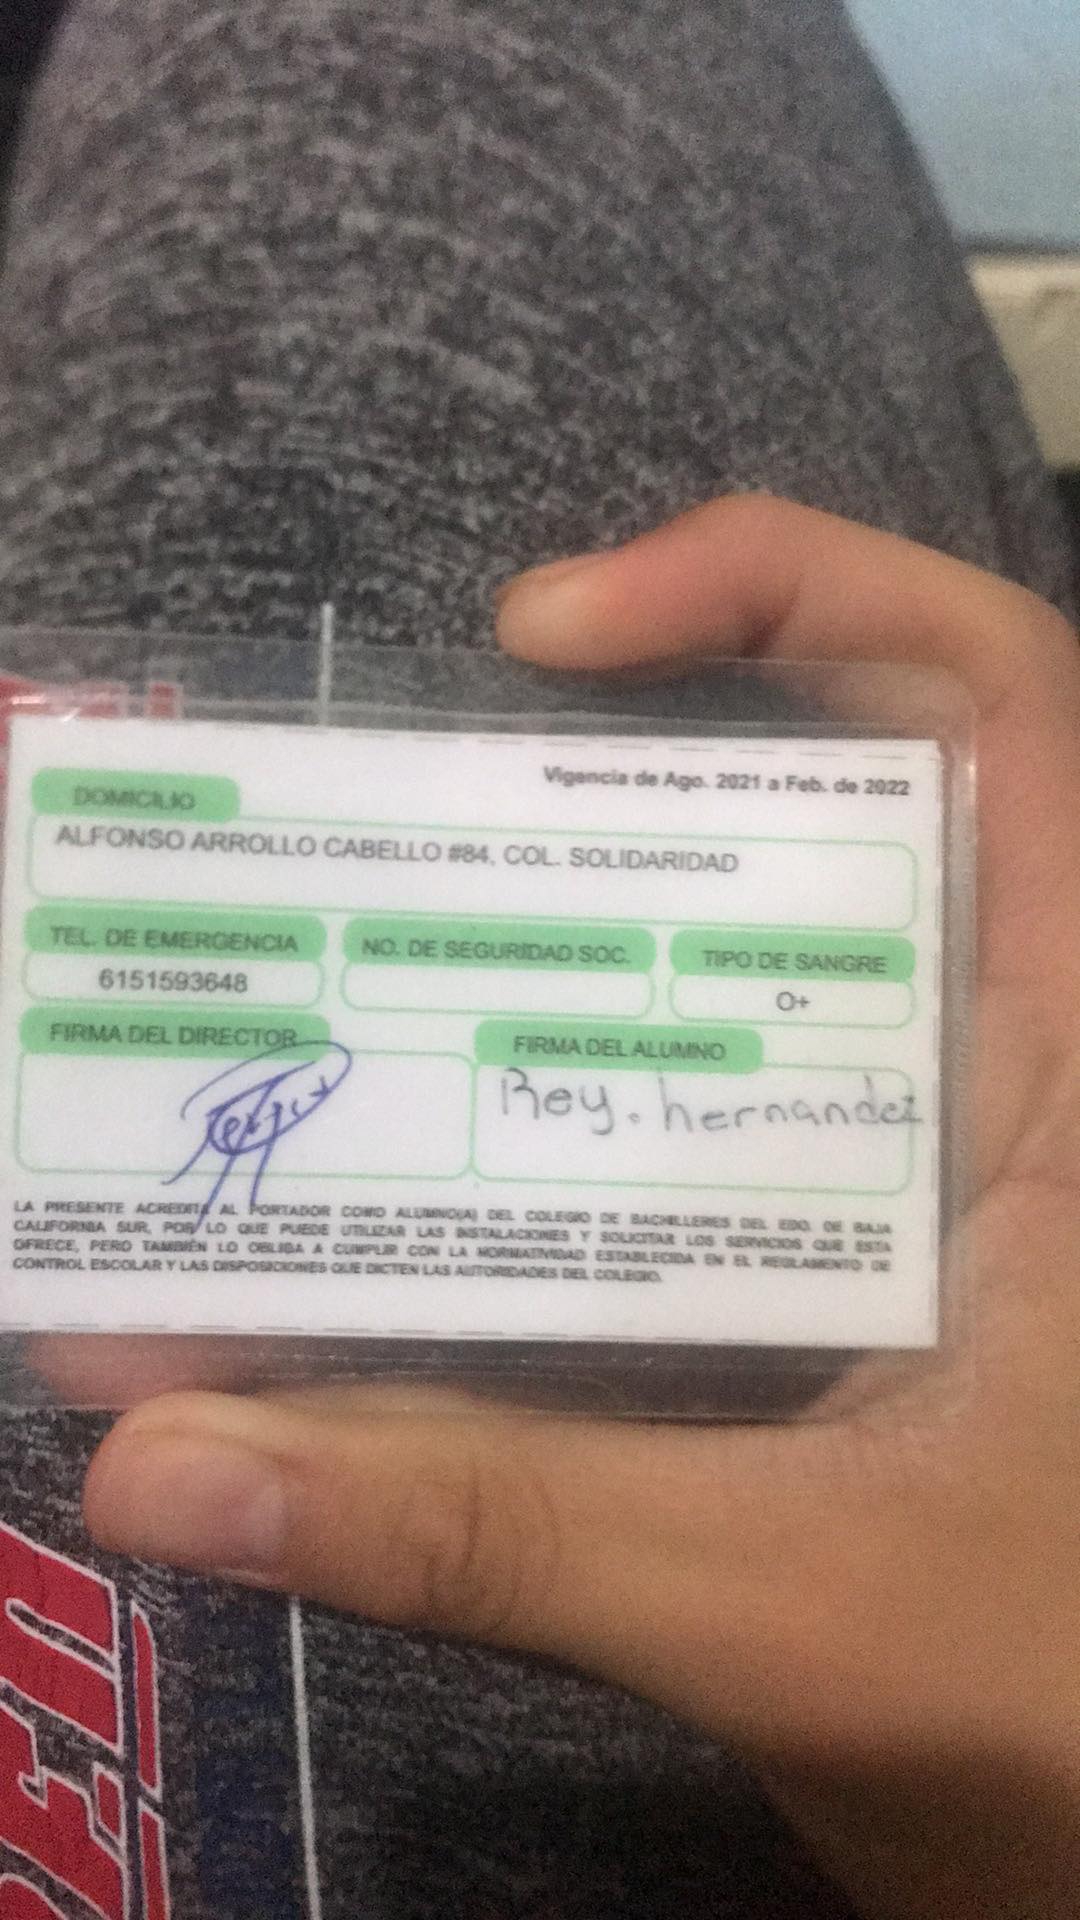 Vigencia de Ago. 2021 a Feb. de 2022
DOMICILIO
ALFONSO ARROLLO CABELLO #84, COL. SOLIDARIDAD
TEL. DE EMERGENCIA
6151593648
NO. DE SEGURIDAD SOC.
TIPO DE SANGRE
O+
FIRMA DEL DIRECTOR
FIRMA DEL ALUMNO
Rey. hernandez
LA PRESENTE ACREDITA AL PORTADOR COMO ALUMNO(A) DEL COLEGIO DE BACHILLERES DEL EDO. DE BAJA
CALIFORNIA SUR, POR LO QUE PUEDE UTILIZAR LAS INSTALACIONES Y SOLICITAR LOS SERVICIOS QUE ESTA
OFRECE, PERO TAMBIÉN LO OBLIGA A CUMPLIR CON LA NORMATIVIDAD ESTABLECIDA EN EL REGLAMENTO DE
CONTROL ESCOLAR Y LAS DISPOSICIONES QUE DICTEN LAS AUTORIDADES DEL COLEGIO.